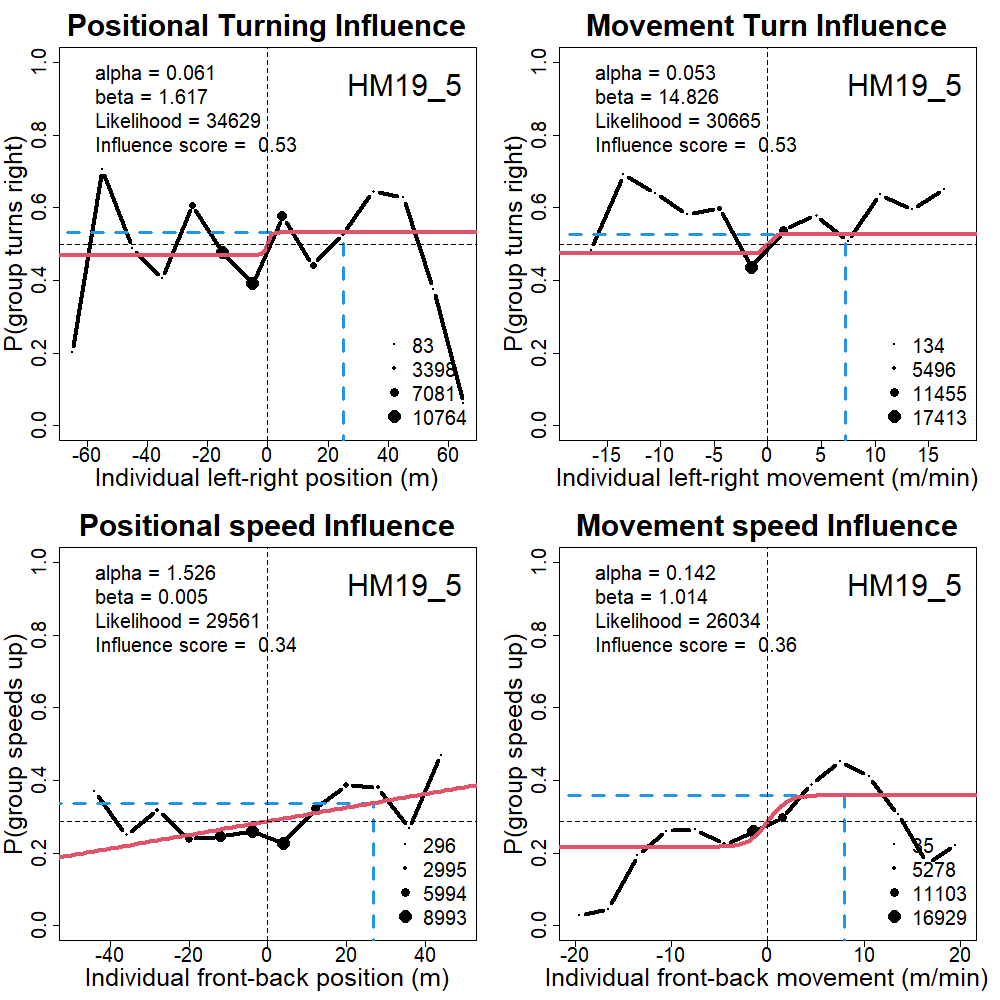 Positional Turning Influence
P(group turns right)
1.0
0.8
0.6
0.4
0.2
0.0
alpha = 0.061
beta = 1.617
Likelihood = 34629
Influence score = 0.53
HM19_5
83
3398
7081
10764
-60 -40 -20 0 20 40 60
Individual left-right position (m)
Movement Turn Influence
P(group turns right)
1.0
0.8
0.6
0.4
0.2
0.0
alpha = 0.053
beta = 14.826
Likelihood = 30665
Influence score = 0.53
HM19_5
134
5496
11455
17413
-15 -10 -5 0 5 10 15
Individual left-right movement (m/min)
Positional speed Influence
P(group speeds up)
1.0
0.8
0.6
0.4
0.2
0.0
alpha = 1.526
beta = 0.005
Likelihood = 29561
Influence score = 0.34
HM19_5
296
2995
5994
8993
-40 -20 0 20 40
Individual front-back position (m)
Movement speed Influence
P(group speeds up)
1.0
0.8
0.6
0.4
0.2
0.0
alpha = 0.142
beta = 1.014
Likelihood = 26034
Influence score = 0.36
HM19_5
35
5278
11103
16929
-20 -10 0 10 20
Individual front-back movement (m/min)